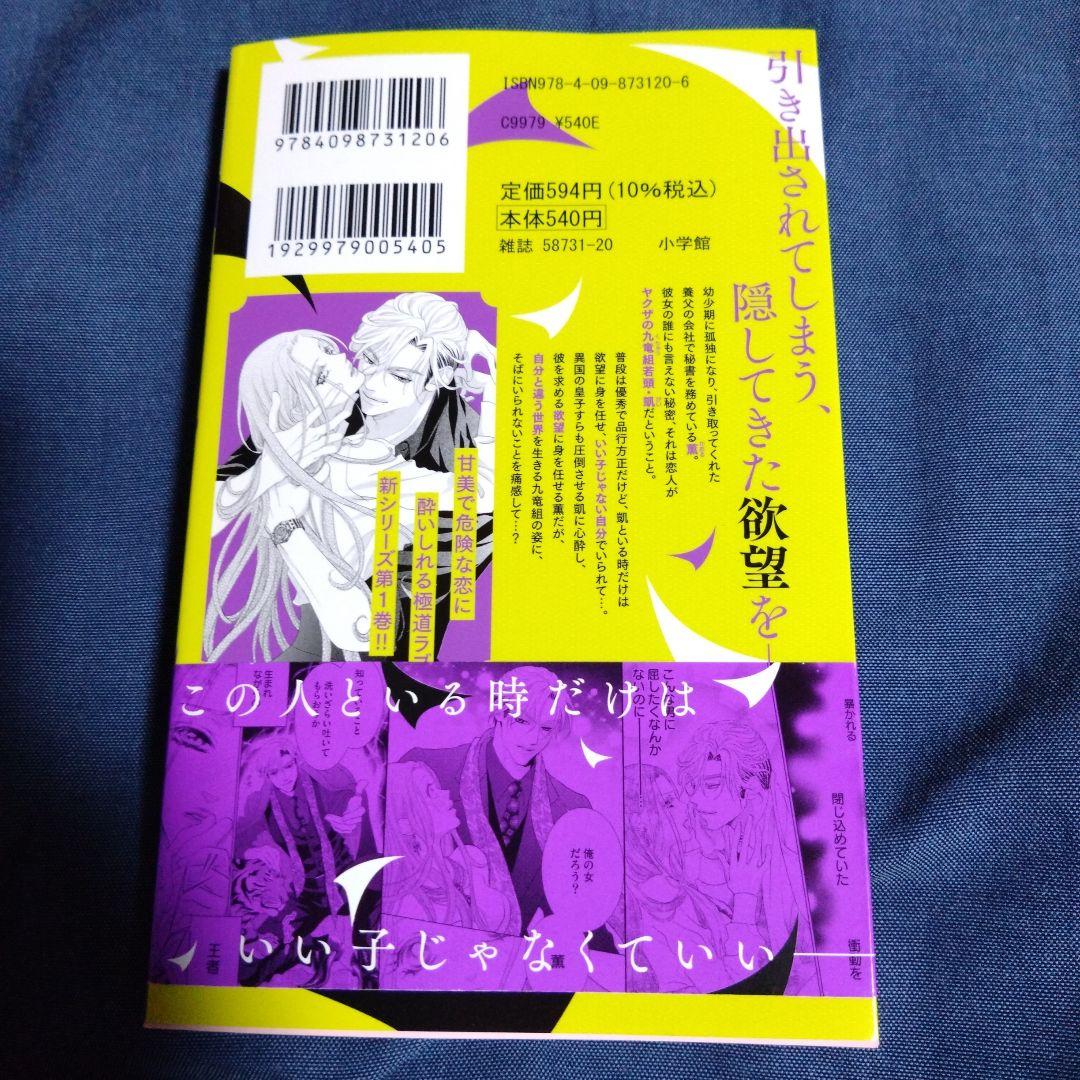 ISBN978-4-09-873120-6
C9979 ¥540E
9784098731206
1929979005405
定価594円(10%税込)
本体540円
雑誌 58731-20 小学館
引き出されてしまう、
隠してきた欲望を―
幼少期に孤独になり、引き取ってくれた
養父の会社で秘書を務めている薫。
彼女の誰にも言えない秘密、それは恋人が
ヤクザの九竜組若頭・凱だということ。
普段は優秀で品行方正だけど、凱といる時だけは
欲望に身を任せ、いい子じゃない自分でいられて…。
異国の皇子すらも圧倒させる凱に心酔し、
彼を求める欲望に身を任せる薫だが、
自分と違う世界を生きる九竜組の姿に、
そばにいられないことを痛感して…?
甘美で危険な恋に
酔いしれる極道ラブ
新シリーズ第1巻!!
この人といる時だけは
暴かれる
こんな男に
屈したくなんか
ないのに
知っていること
洗いざらい吐いて
もらおうか
生まれ
閉じ込めていた
俺の女
だろう?
衝動を
薫
王者
いい子じゃなくていい―